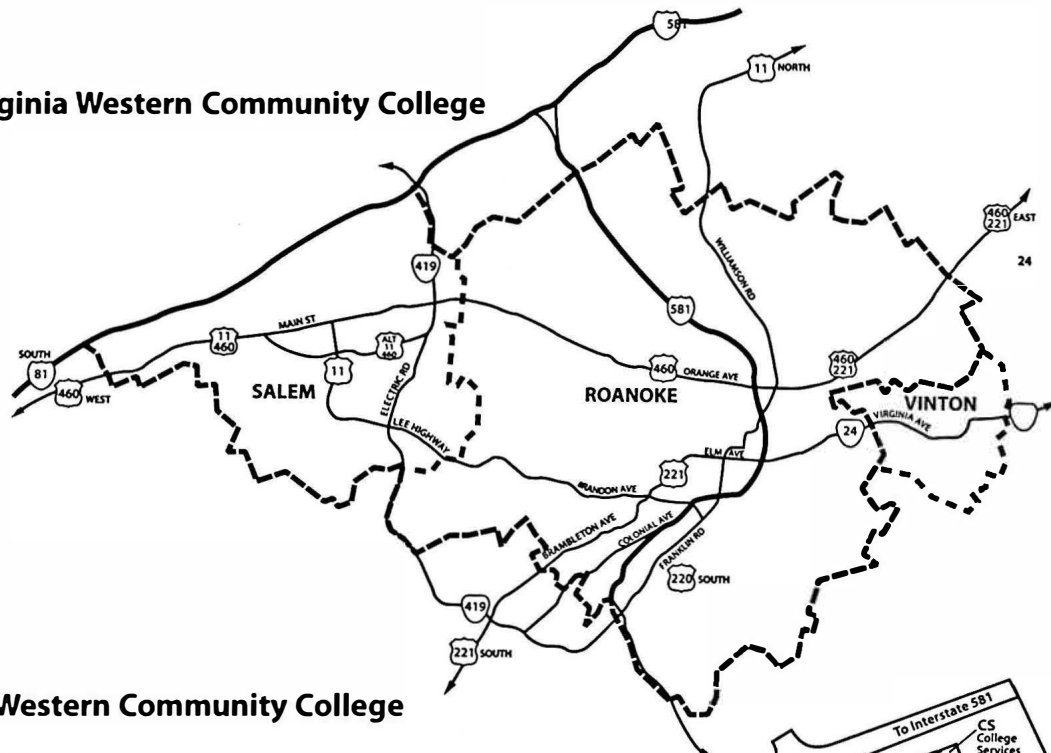 581
11 NORTH
ginia Western Community College
460
221 EAST
24
419
WILLIAMSON RD
581
MAIN ST
11
460
ALT
11
460
SOUTH
81
460 WEST
11
SALEM
ELECTRIC RD
LEE HIGHWAY
460 ORANGE AVE
460
221
ROANOKE
VINTON
VIRGINIA AVE
24
ELM AVE
221
BRANDON AVE
BRAMBLETON AVE
COLONIAL AVE
FRANKLIN RD
220 SOUTH
419
221 SOUTH
Western Community College
To Interstate 581
CS
College
Services